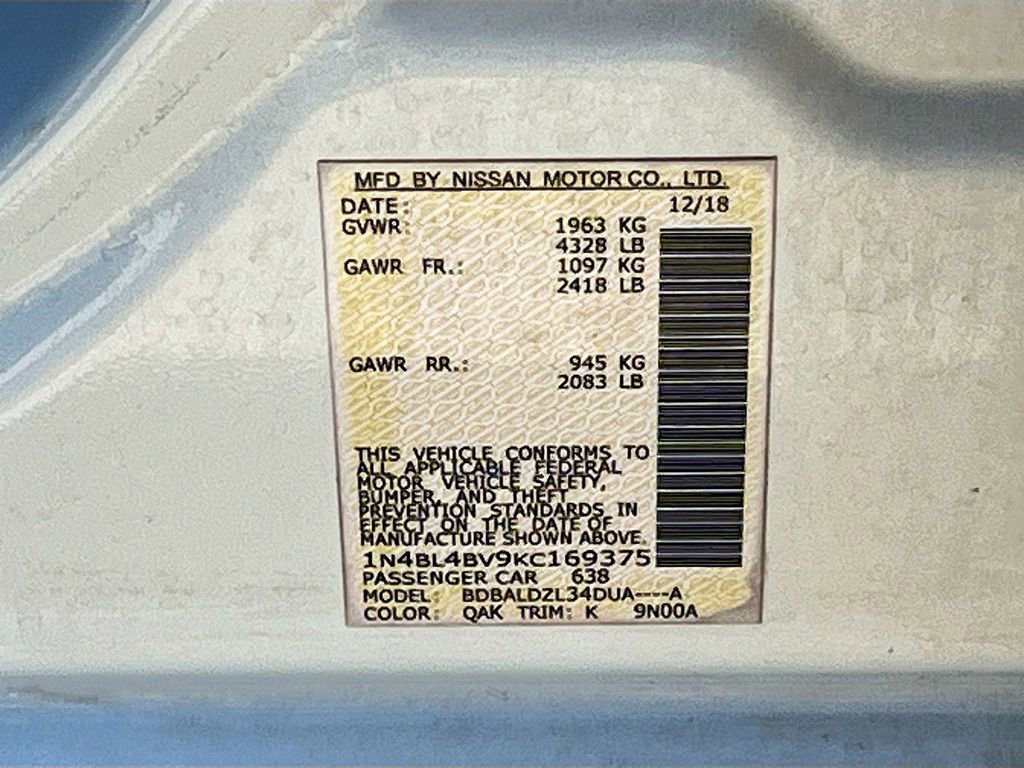 MFD BY NISSAN MOTOR CO., LTD.
DATE: 12/18
GVWR: 1963 KG
4328 LB
GAWR FR.: 1097 KG
2418 LB
GAWR RR.: 945 KG
2083 LB
THIS VEHICLE CONFORMS TO
ALL APPLICABLE FEDERAL
MOTOR VEHICLE SAFETY,
BUMPER, AND THEFT
PREVENTION STANDARDS IN
EFFECT ON THE DATE OF
MANUFACTURE SHOWN ABOVE.
1N4BL4BV9KC169375
PASSENGER CAR 638
MODEL: BDBALDZL34DUA----A
COLOR: QAK TRIM: K 9N00A